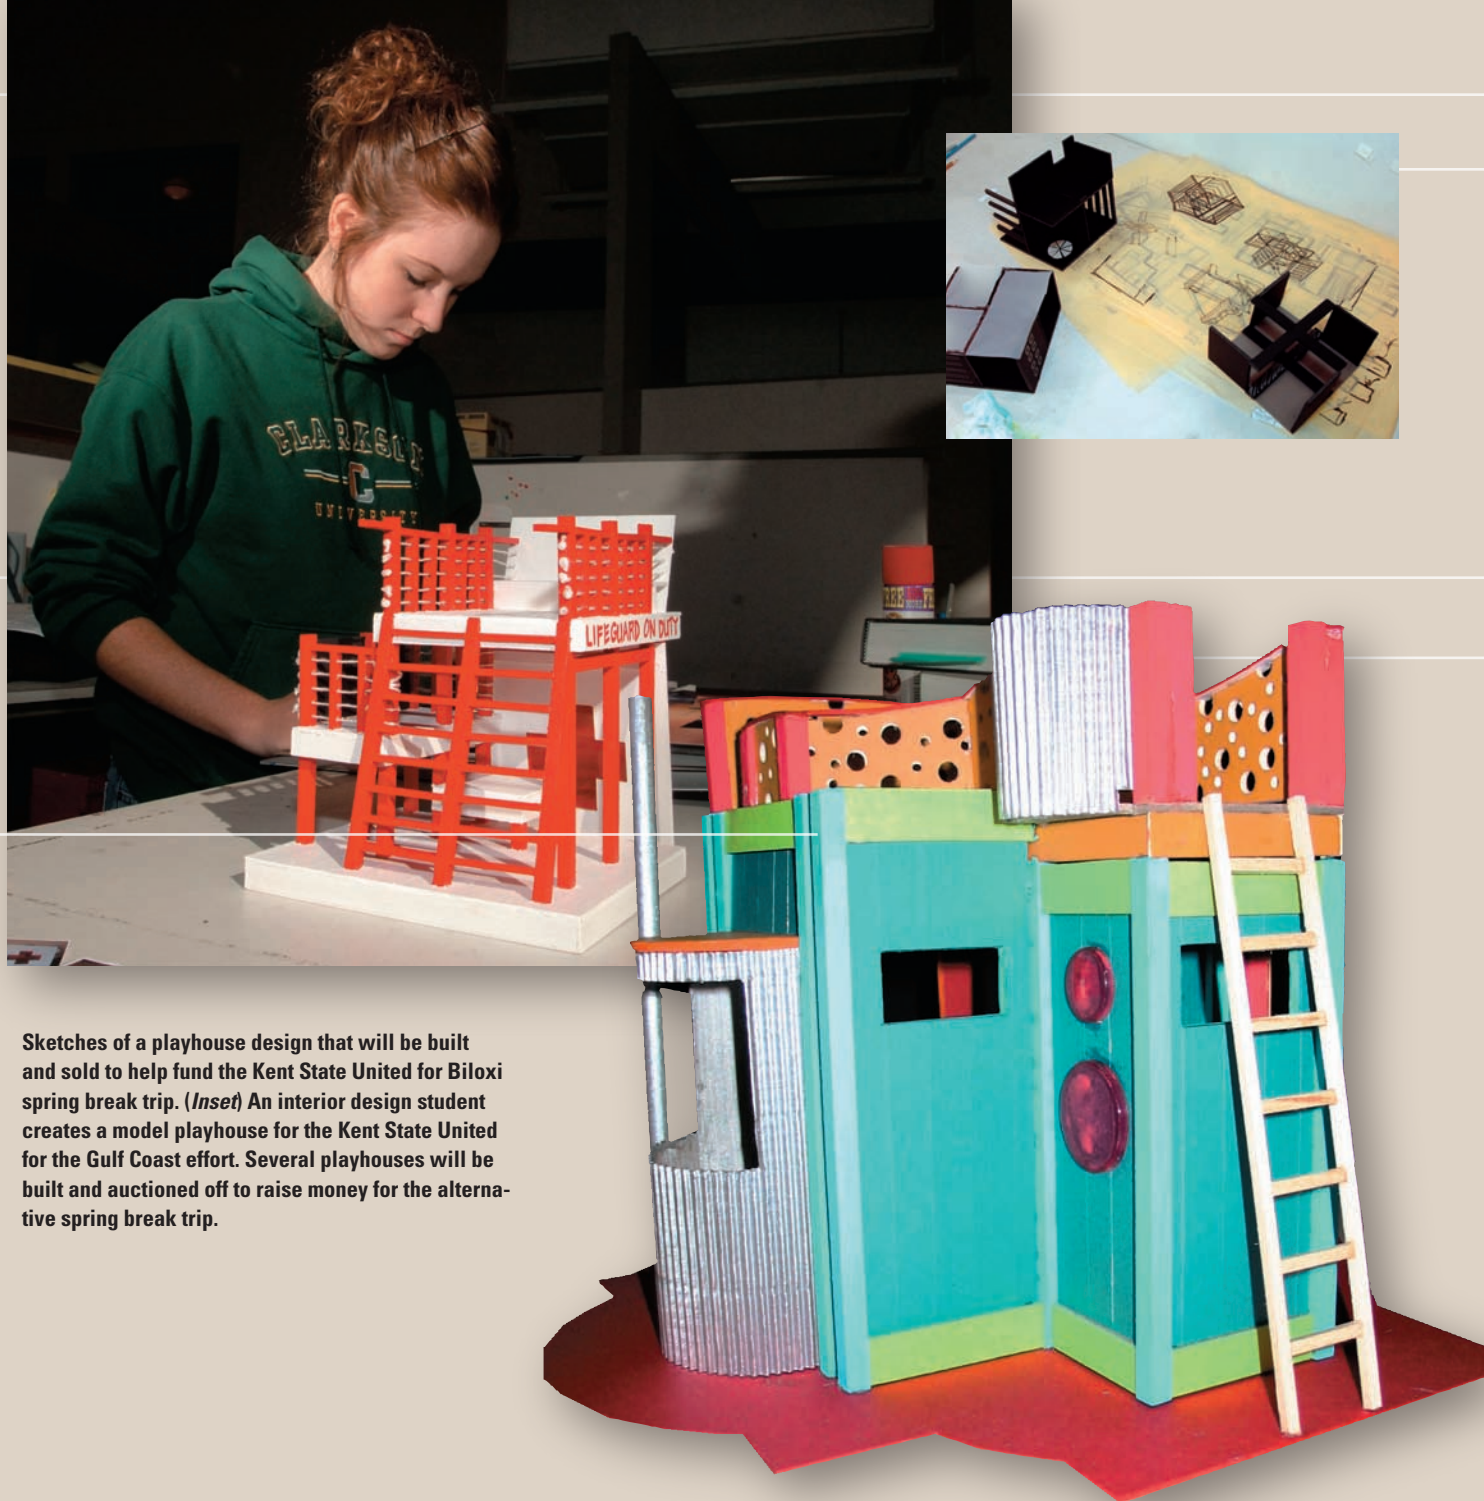 CLARKSON
C
UNIVERSITY
LIFEGUARD ON DUTY
Sketches of a playhouse design that will be built
and sold to help fund the Kent State United for Biloxi
spring break trip. (Inset) An interior design student
creates a model playhouse for the Kent State United
for the Gulf Coast effort. Several playhouses will be
built and auctioned off to raise money for the alterna-
tive spring break trip.